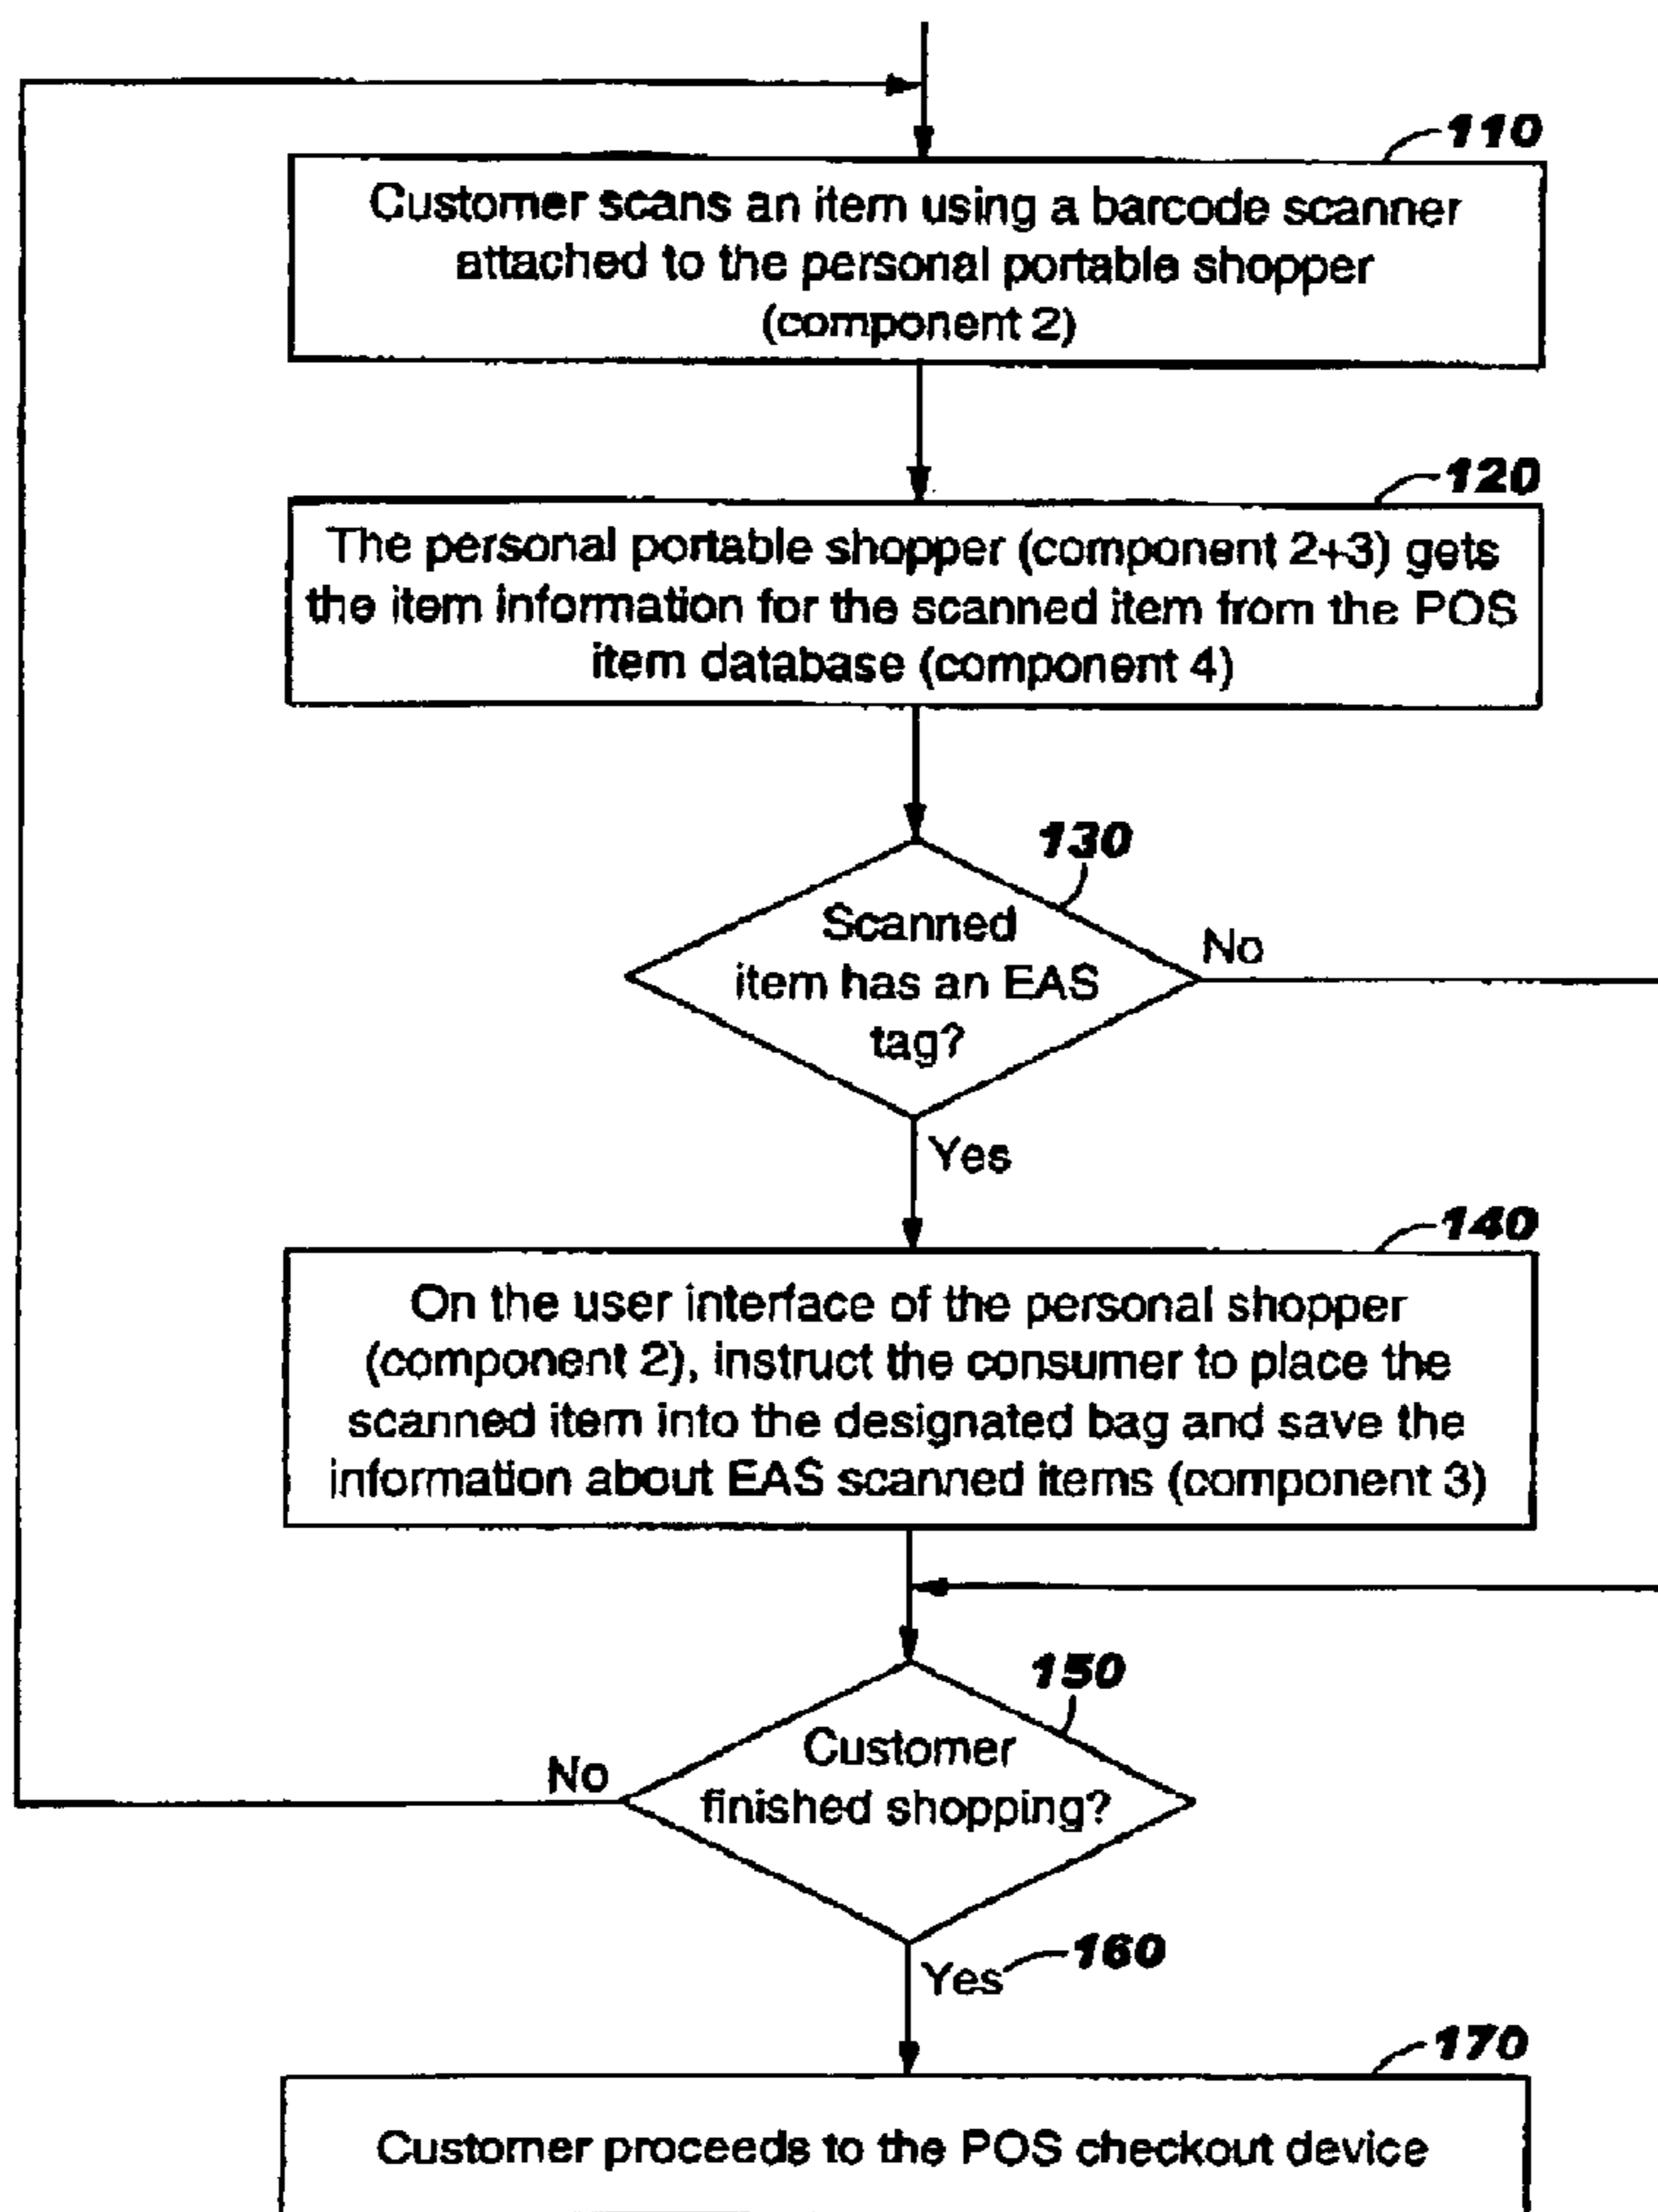 110
Customer scans an item using a barcode scanner
attached to the personal portable shopper
(component 2)
120
The personal portable shopper (component 2+3) gets
the item information for the scanned item from the POS
item database (component 4)
130
Scanned
item has an EAS
tag?
No
Yes
140
On the user interface of the personal shopper
(component 2), instruct the consumer to place the
scanned item into the designated bag and save the
information about EAS scanned items (component 3)
150
Customer
finished shopping?
No
Yes
160
170
Customer proceeds to the POS checkout device